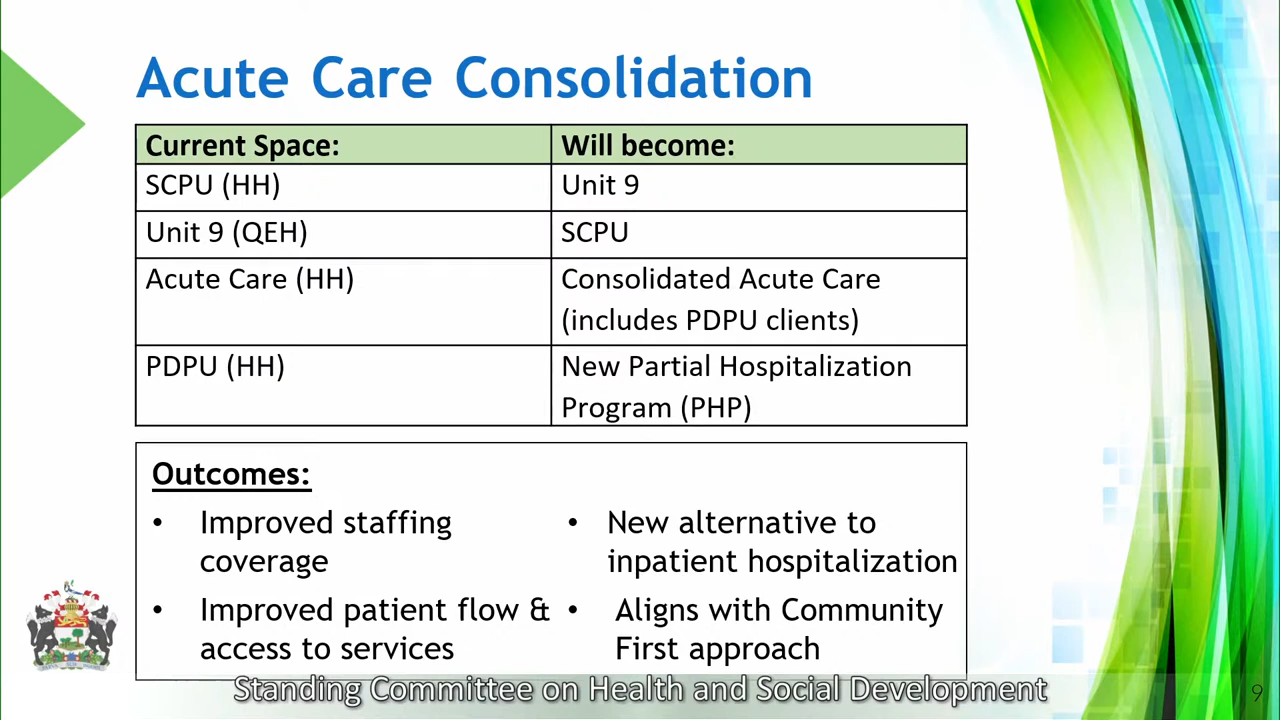 Acute Care Consolidation
Current Space: Will become:
SCPU (HH) Unit 9
Unit 9 (QEH) SCPU
Acute Care (HH) Consolidated Acute Care
(includes PDPU clients)
PDPU (HH) New Partial Hospitalization
Program (PHP)
Outcomes:
• Improved staffing
coverage
• Improved patient flow &
access to services
• New alternative to
inpatient hospitalization
• Aligns with Community
First approach
Standing Committee on Health and Social Development
9